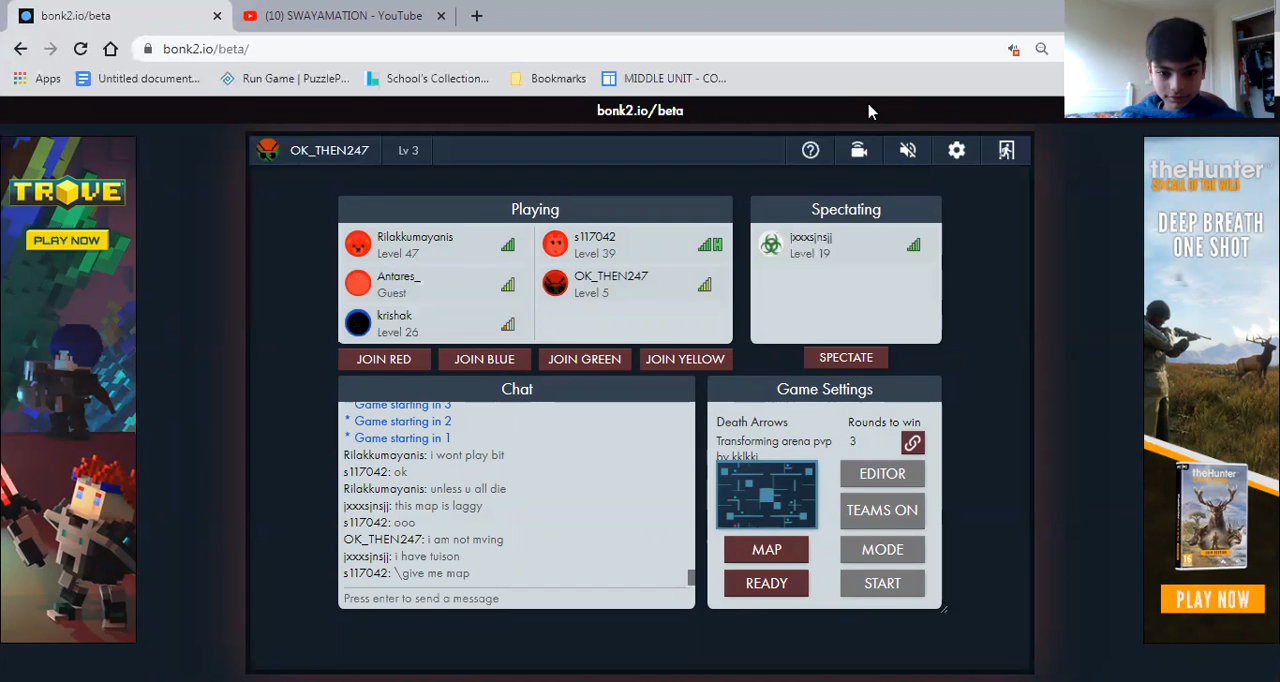 bonk2.io/beta
(10) SWAYAMATION - YouTube
bonk2.io/beta/
Apps
Untitled document...
Run Game | PuzzleP...
School's Collection...
Bookmarks
MIDDLE UNIT - CO...
bonk2.io/beta
OK_THEN247
Lv 3
Playing
Rilakkumayanis
Level 47
Antares_
Guest
krishak
Level 26
s117042
Level 39
OK_THEN247
Level 5
Spectating
jxxxsjnsjj
Level 19
JOIN RED
JOIN BLUE
JOIN GREEN
JOIN YELLOW
SPECTATE
Chat
* Game starting in 3
* Game starting in 2
* Game starting in 1
Rilakkumayanis: i wont play bit
s117042: ok
Rilakkumayanis: unless u all die
jxxxsjnsjj: this map is laggy
s117042: ooo
OK_THEN247: i am not mving
jxxxsjnsjj: i have tuison
s117042: \give me map
Press enter to send a message
Game Settings
Death Arrows
Transforming arena pvp
by kklkki
Rounds to win
3
EDITOR
TEAMS ON
MAP
MODE
READY
START
TROVE
PLAY NOW
theHunter
CALL OF THE WILD
DEEP BREATH
ONE SHOT
theHunter
PLAY NOW